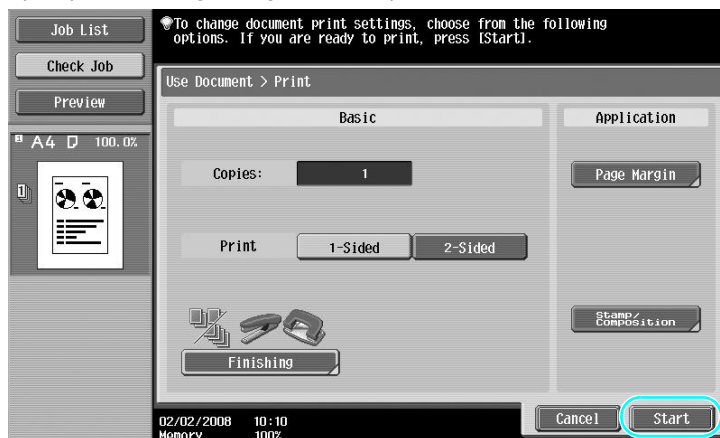 Job List
Check Job
Preview
A4 100.0%
1
To change document print settings, choose from the following
options. If you are ready to print, press [Start].
Use Document > Print
Basic
Application
Copies:
1
Page Margin
Print
1-Sided
2-Sided
Stamp/
Composition
Finishing
02/02/2008 10:10
Memory 100%
Cancel
Start